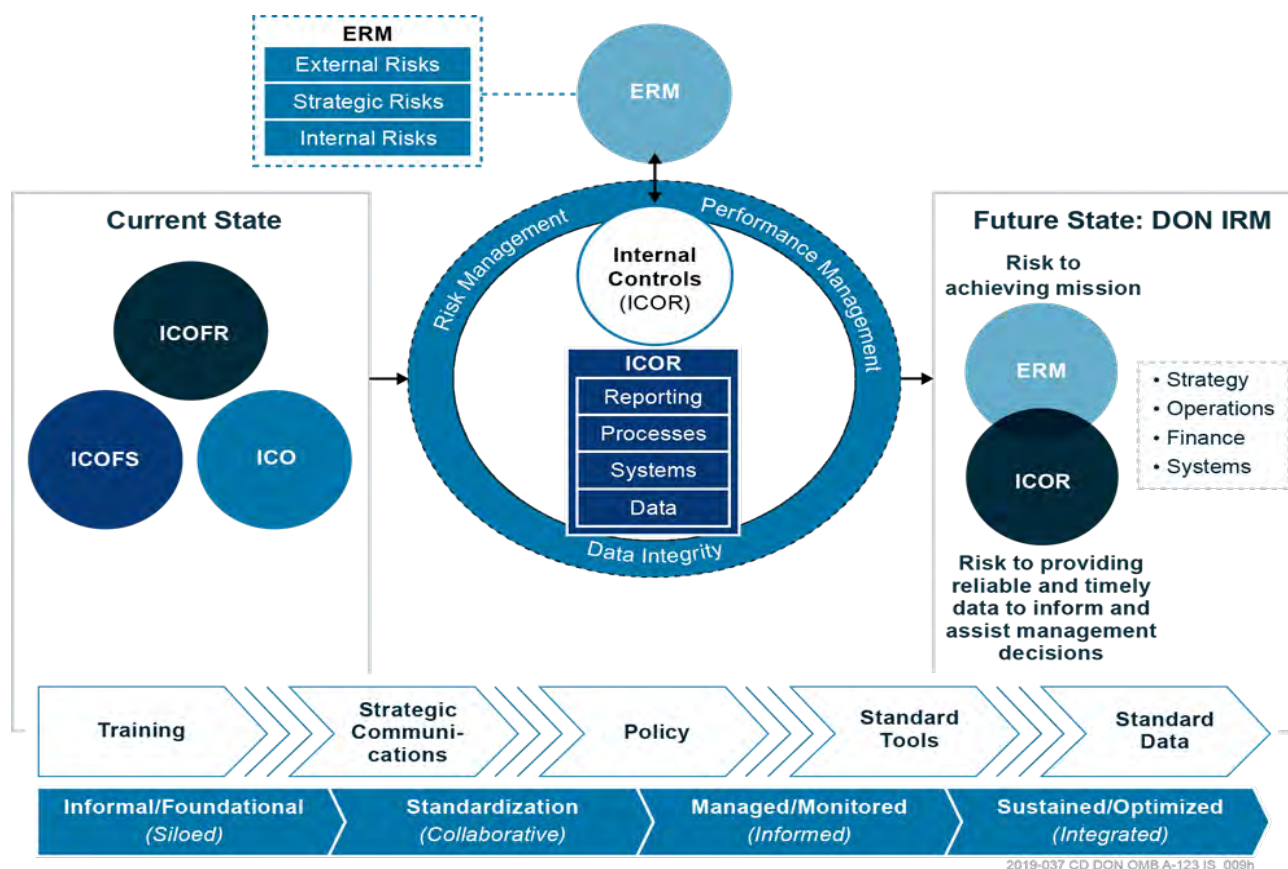 ERM
External Risks
Strategic Risks
Internal Risks
ERM
Current State
ICOFR
ICOFS
ICO
Risk Management
Performance Management
Data Integrity
Internal
Controls
(ICOR)
ICOR
Reporting
Processes
Systems
Data
Future State: DON IRM
Risk to
achieving mission
ERM
ICOR
• Strategy
• Operations
• Finance
• Systems
Risk to providing
reliable and timely
data to inform and
assist management
decisions
Training
Strategic
Communi-
cations
Policy
Standard
Tools
Standard
Data
Informal/Foundational
(Siloed)
Standardization
(Collaborative)
Managed/Monitored
(Informed)
Sustained/Optimized
(Integrated)
2019-037 CD DON OMB A-123 IS_009h